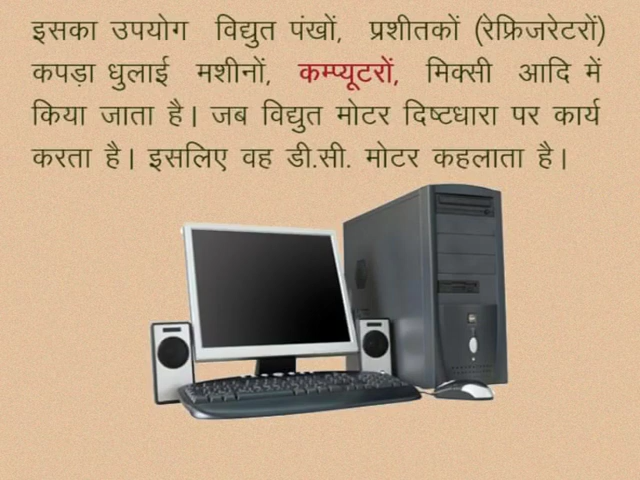 इसका उपयोग विद्युत पंखों, प्रशीतकों (रेफ्रिजरेटरों)
कपड़ा धुलाई मशीनों, कम्प्यूटरों, मिक्सी आदि में
किया जाता है। जब विद्युत मोटर दिष्टधारा पर कार्य
करता है। इसलिए वह डी.सी. मोटर कहलाता है।